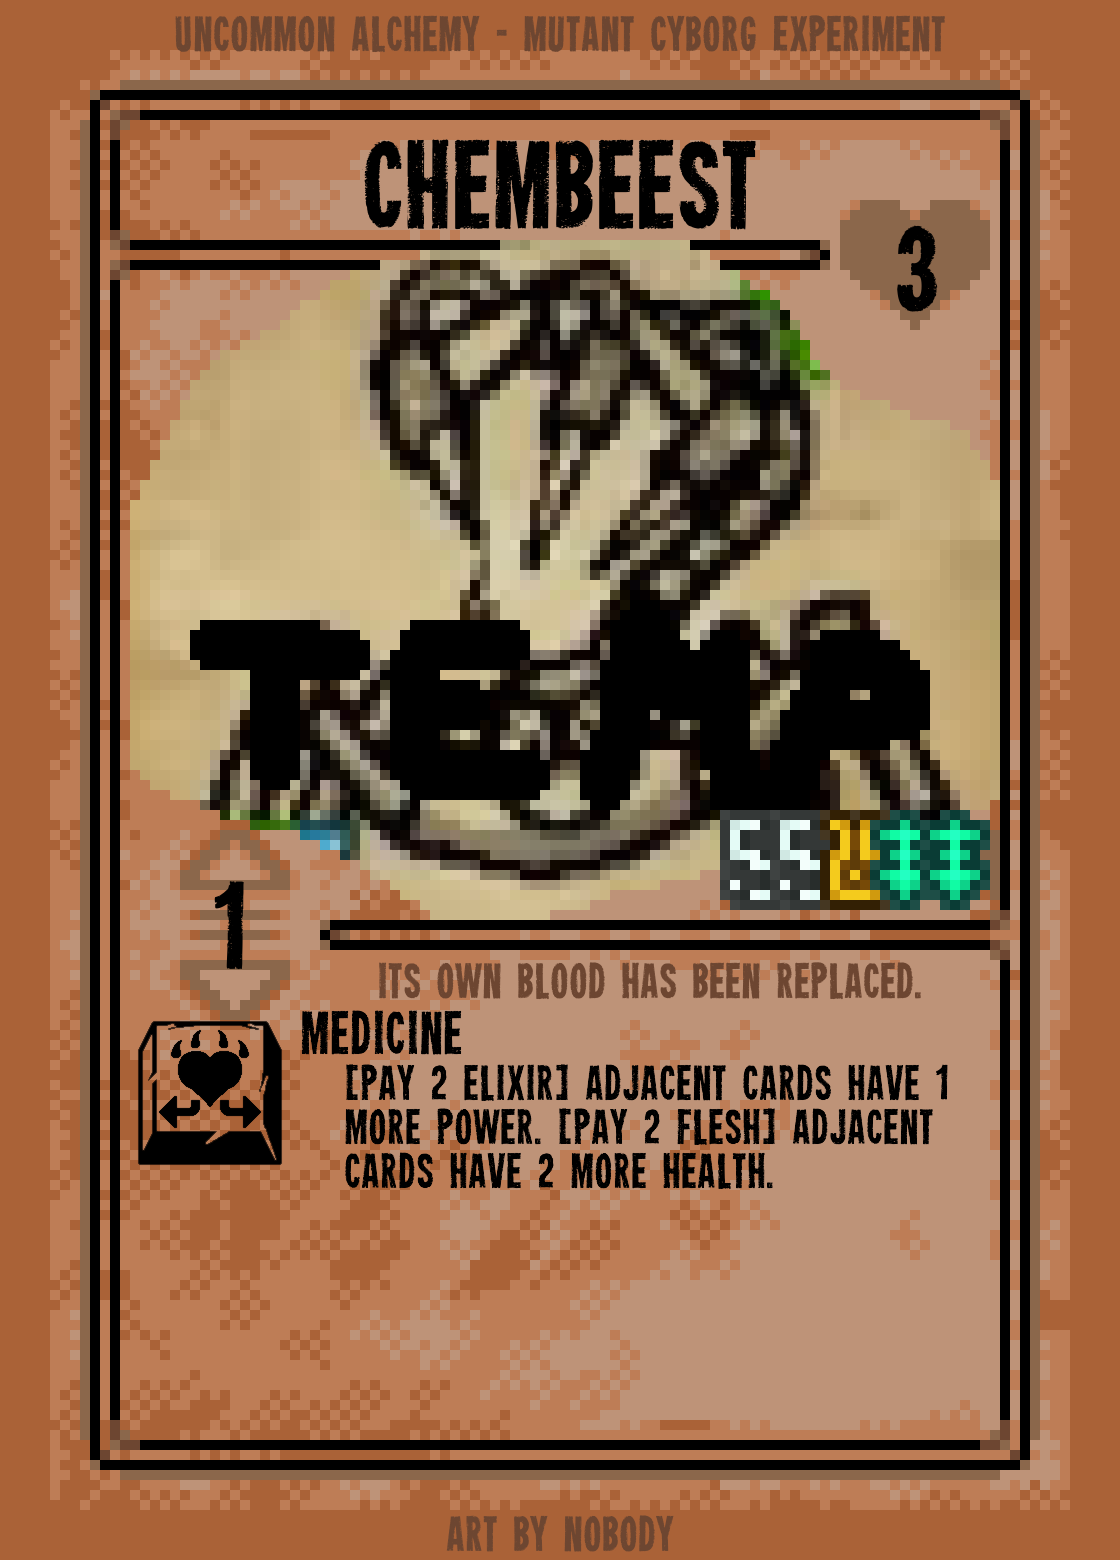 UNCOMMON ALCHEMY - MUTANT CYBORG EXPERIMENT
CHEMBEEST
3
TEMP
1
ITS OWN BLOOD HAS BEEN REPLACED.
MEDICINE
[PAY 2 ELIXIR] ADJACENT CARDS HAVE 1
MORE POWER. [PAY 2 FLESH] ADJACENT
CARDS HAVE 2 MORE HEALTH.
ART BY NOBODY